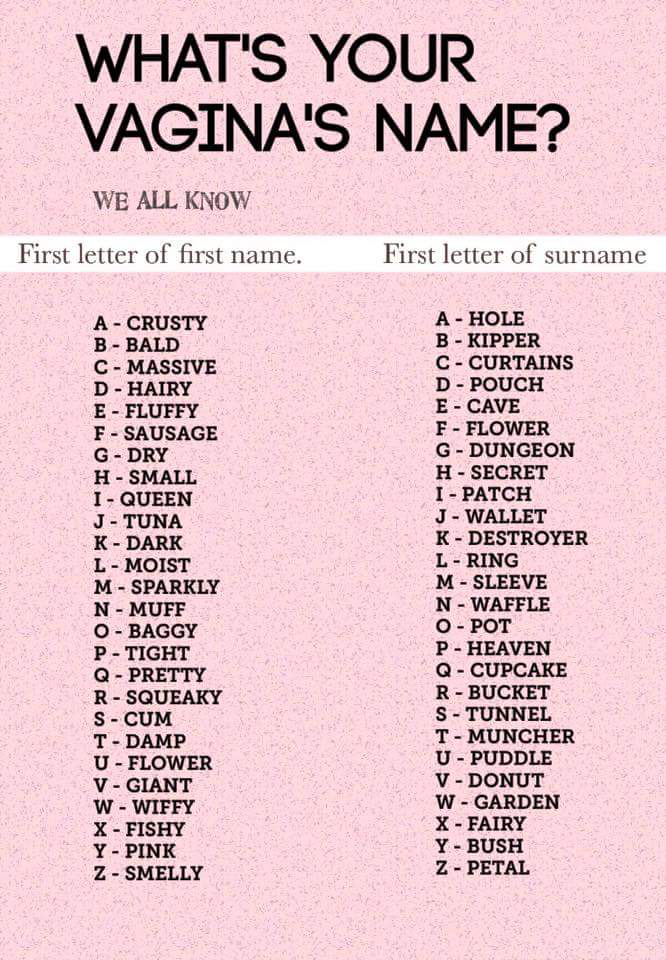 WHAT'S YOUR
VAGINA'S NAME?
WE ALL KNOW
First letter of first name.
First letter of surname
A - CRUSTY
B - BALD
C - MASSIVE
D - HAIRY
E - FLUFFY
F - SAUSAGE
G - DRY
H - SMALL
I - QUEEN
J - TUNA
K - DARK
L - MOIST
M - SPARKLY
N - MUFF
O - BAGGY
P - TIGHT
Q - PRETTY
R - SQUEAKY
S - CUM
T - DAMP
U - FLOWER
V - GIANT
W - WIFFY
X - FISHY
Y - PINK
Z - SMELLY
A - HOLE
B - KIPPER
C - CURTAINS
D - POUCH
E - CAVE
F - FLOWER
G - DUNGEON
H - SECRET
I - PATCH
J - WALLET
K - DESTROYER
L - RING
M - SLEEVE
N - WAFFLE
O - POT
P - HEAVEN
Q - CUPCAKE
R - BUCKET
S - TUNNEL
T - MUNCHER
U - PUDDLE
V - DONUT
W - GARDEN
X - FAIRY
Y - BUSH
Z - PETAL